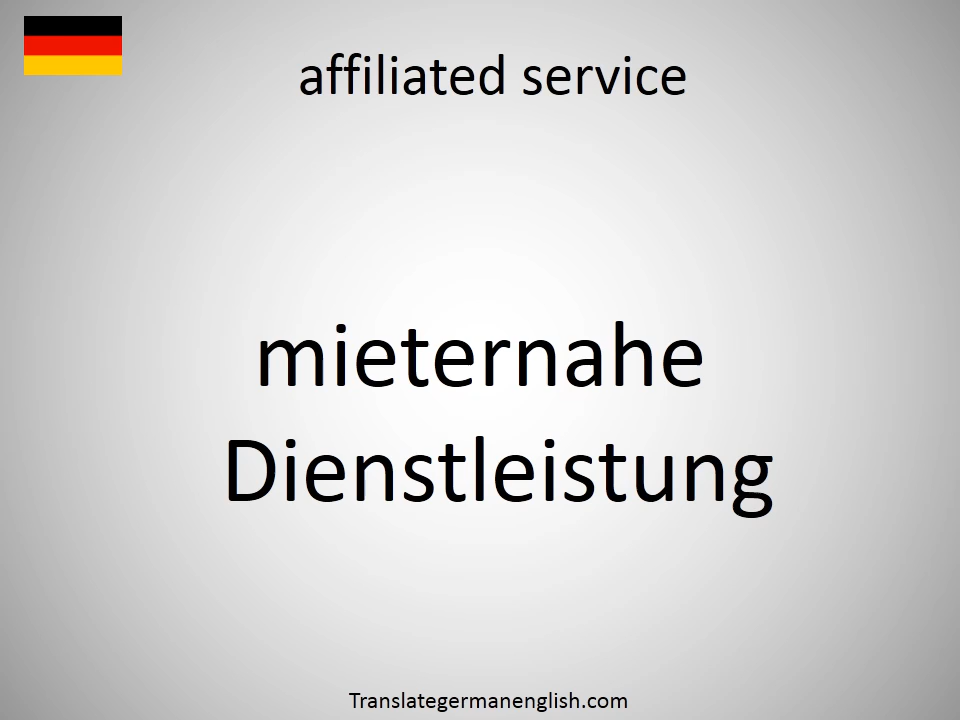 affiliated service
mieternahe
Dienstleistung
Translategermanenglish.com